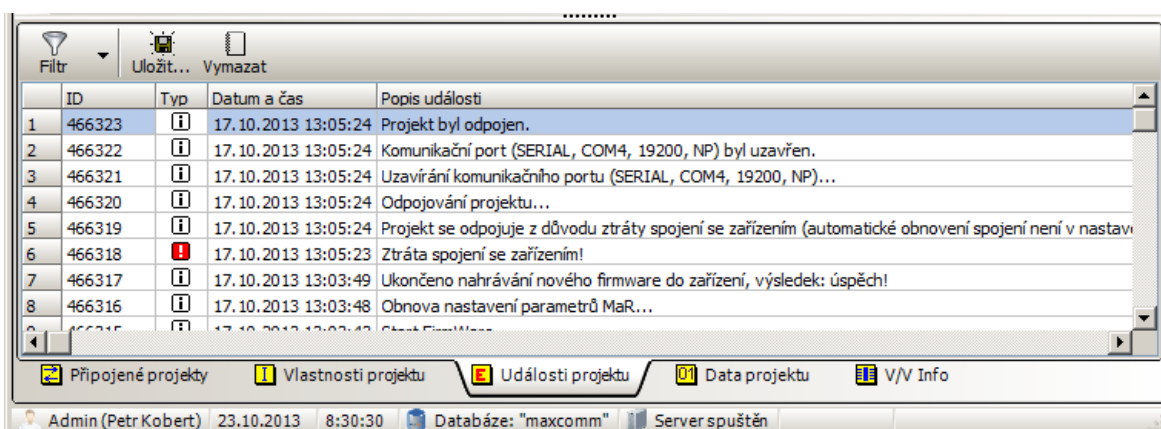 Filtr Uložit... Vymazat
ID Typ Datum a čas Popis události
1 466323 17.10.2013 13:05:24 Projekt byl odpojen.
2 466322 17.10.2013 13:05:24 Komunikační port (SERIAL, COM4, 19200, NP) byl uzavřen.
3 466321 17.10.2013 13:05:24 Uzavírání komunikačního portu (SERIAL, COM4, 19200, NP)...
4 466320 17.10.2013 13:05:24 Odpojování projektu...
5 466319 17.10.2013 13:05:24 Projekt se odpojuje z důvodu ztráty spojení se zařízením (automatické obnovení spojení není v nastav
6 466318 17.10.2013 13:05:23 Ztráta spojení se zařízením!
7 466317 17.10.2013 13:03:49 Ukončeno nahrávání nového firmware do zařízení, výsledek: úspěch!
8 466316 17.10.2013 13:03:48 Obnova nastavení parametrů MaR...
Připojené projekty Vlastnosti projektu E Události projektu 01 Data projektu V/V Info
Admin (Petr Kobert) 23.10.2013 8:30:30 Databáze: "maxcomm" Server spuštěn